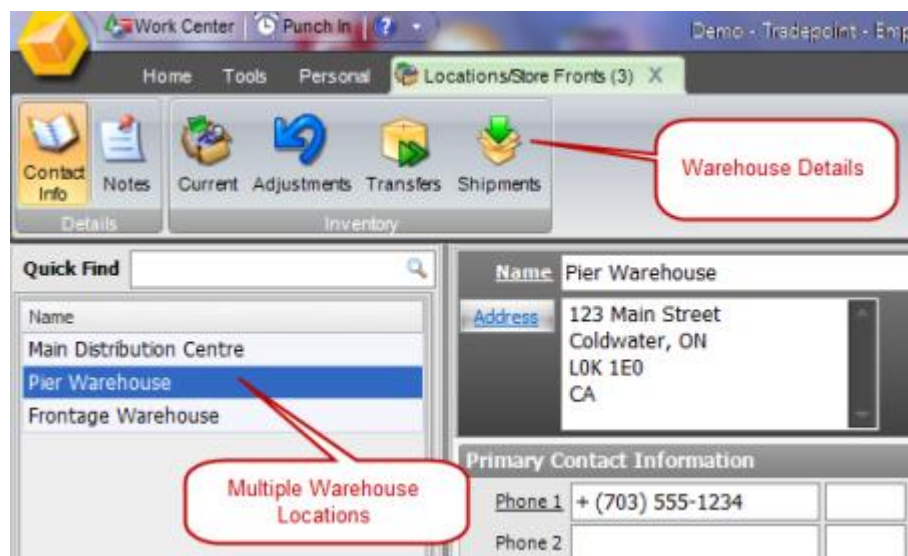 Work Center Punch In
Demo - Tradepoint - Emp
Home Tools Personal Locations/Store Fronts (3) X
Contact Info
Notes
Current
Adjustments
Transfers
Shipments
Details
Inventory
Warehouse Details
Quick Find
Name
Main Distribution Centre
Pier Warehouse
Frontage Warehouse
Multiple Warehouse
Locations
Name Pier Warehouse
Address 123 Main Street
Coldwater, ON
L0K 1E0
CA
Primary Contact Information
Phone 1 + (703) 555-1234
Phone 2